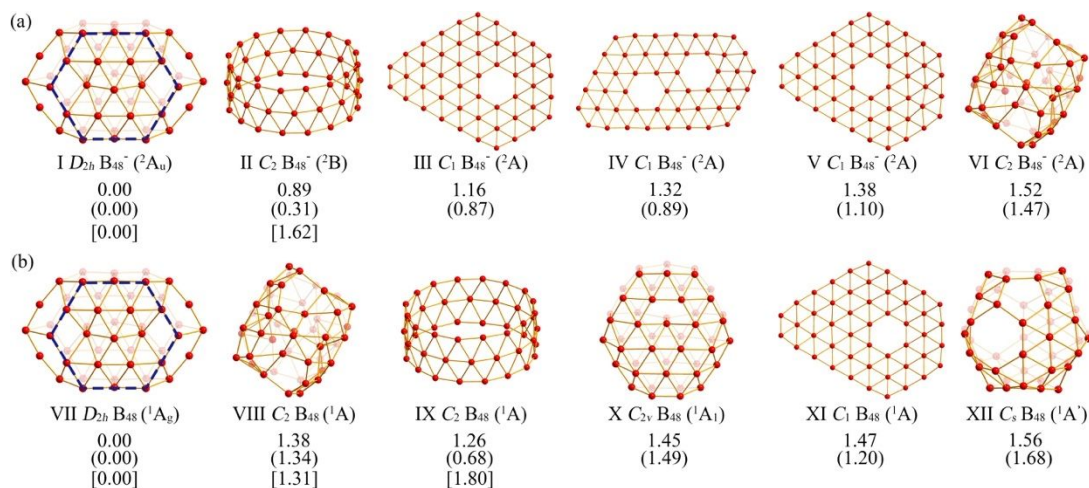 (a)
I D2h B48- (2Au) II C2 B48- (2B) III C1 B48- (2A) IV C1 B48- (2A) V C1 B48- (2A) VI C2 B48- (2A)
0.00 0.89 1.16 1.32 1.38 1.52
(0.00) (0.31) (0.87) (0.89) (1.10) (1.47)
[0.00] [1.62]
(b)
VII D2h B48 (1Ag) VIII C2 B48 (1A) IX C2 B48 (1A) X C2v B48 (1A1) XI C1 B48 (1A) XII Cs B48 (1A')
0.00 1.38 1.26 1.45 1.47 1.56
(0.00) (1.34) (0.68) (1.49) (1.20) (1.68)
[0.00] [1.31] [1.80]